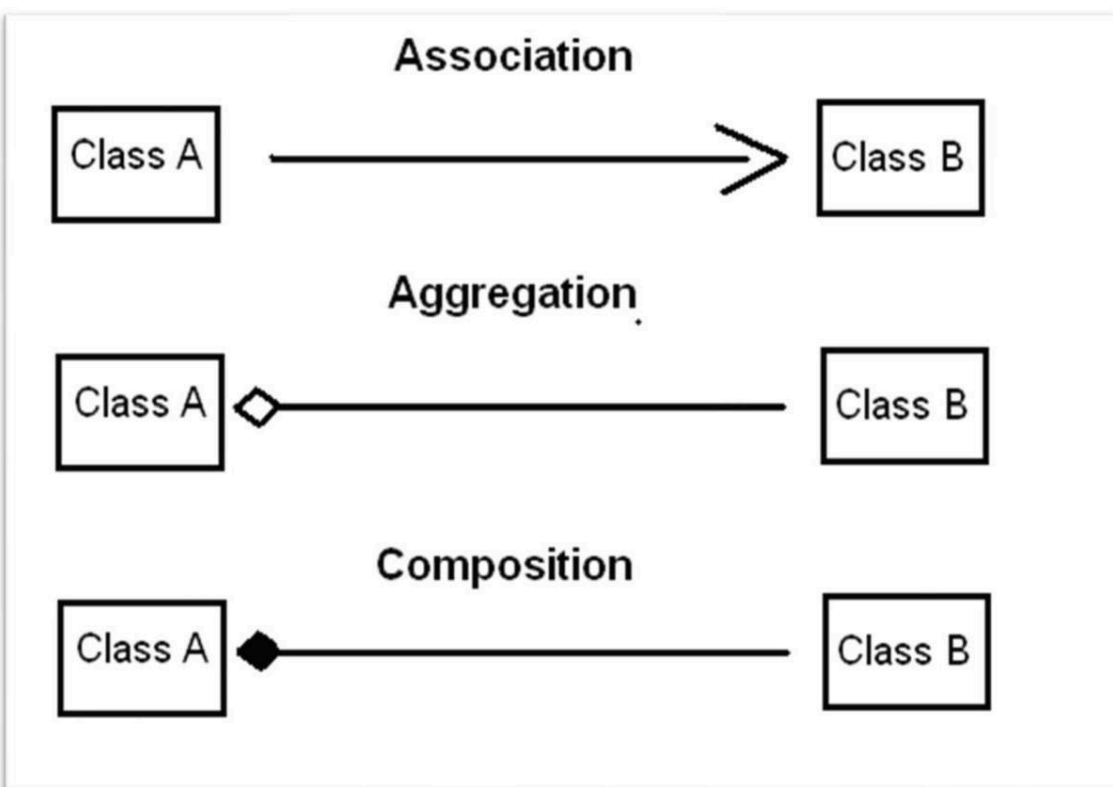 Association
Class A
Class B
Aggregation
Class A
Class B
Composition
Class A
Class B